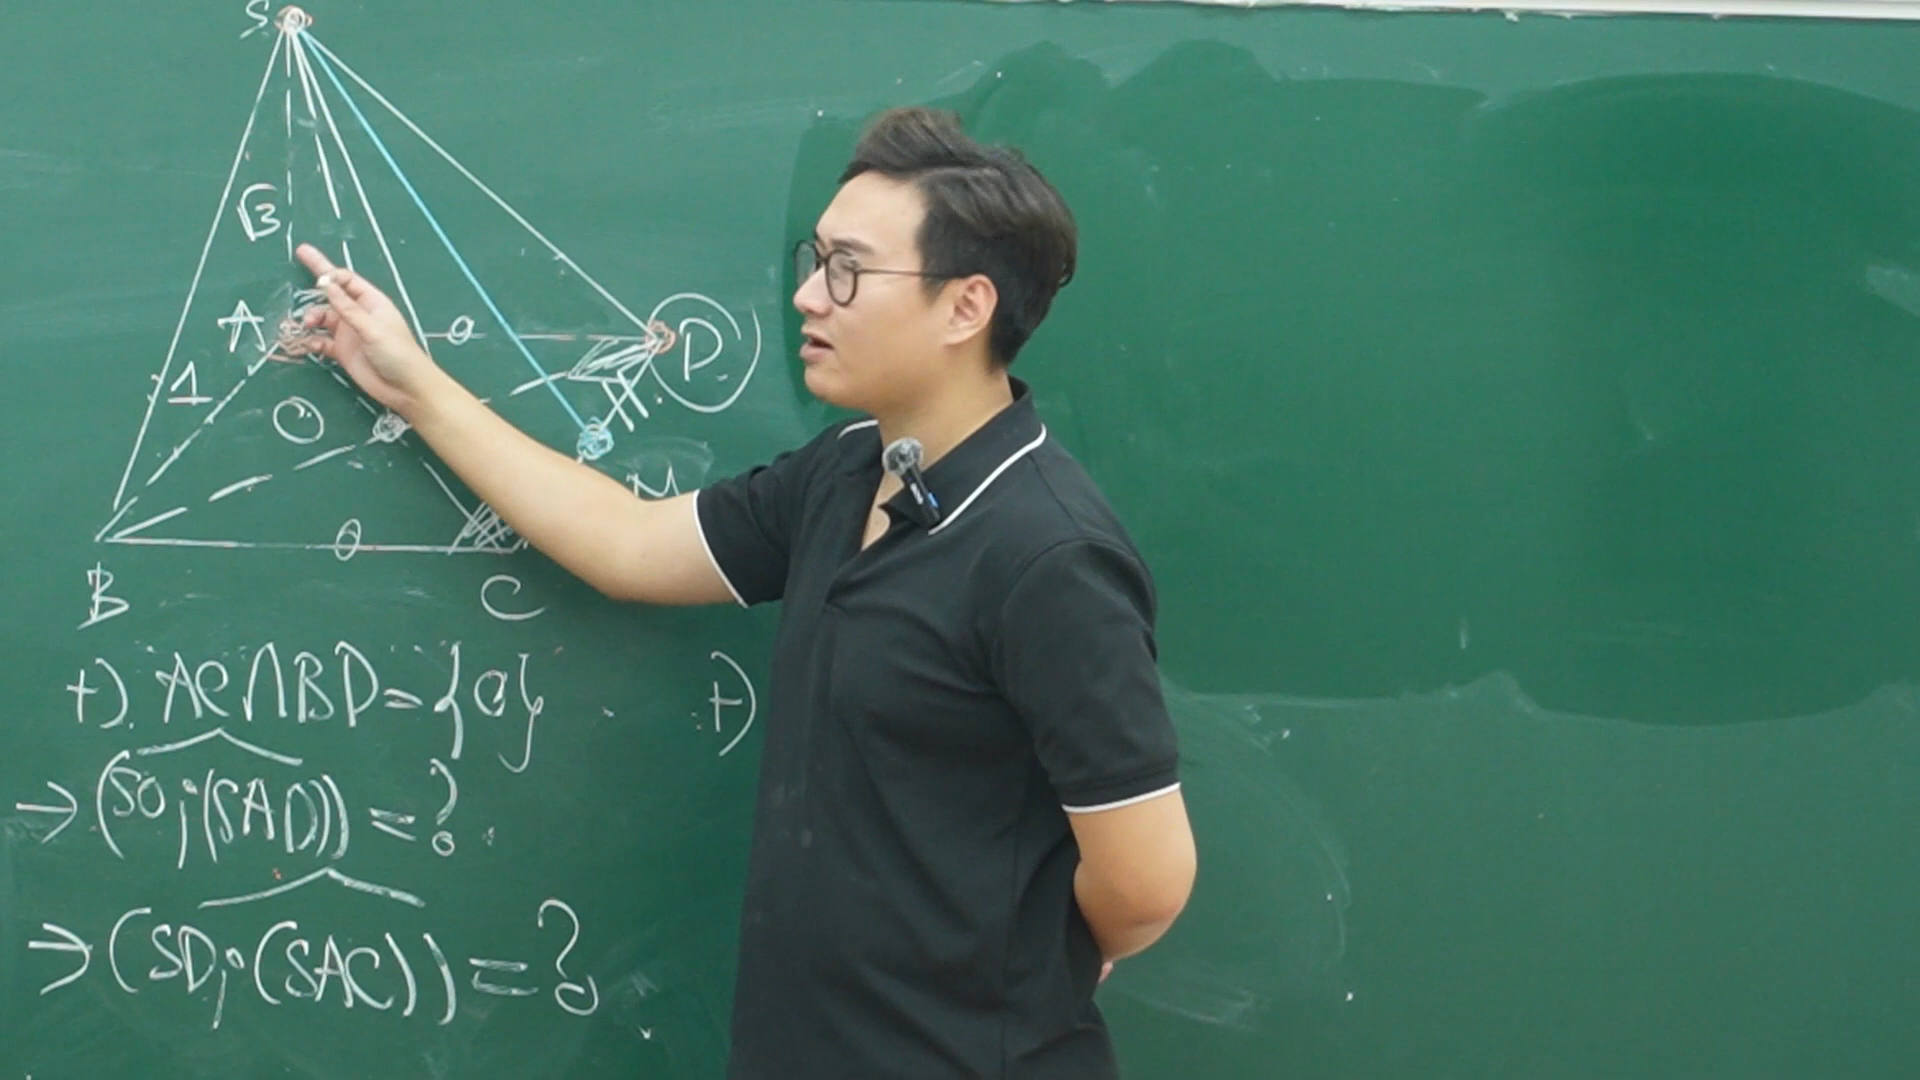 S
√3
A
a
D
1
O
H
M
a
B
C
+). AC∩BD={O}
+)
→(SO;(SAD))=?
→(SD;(SAC))=?